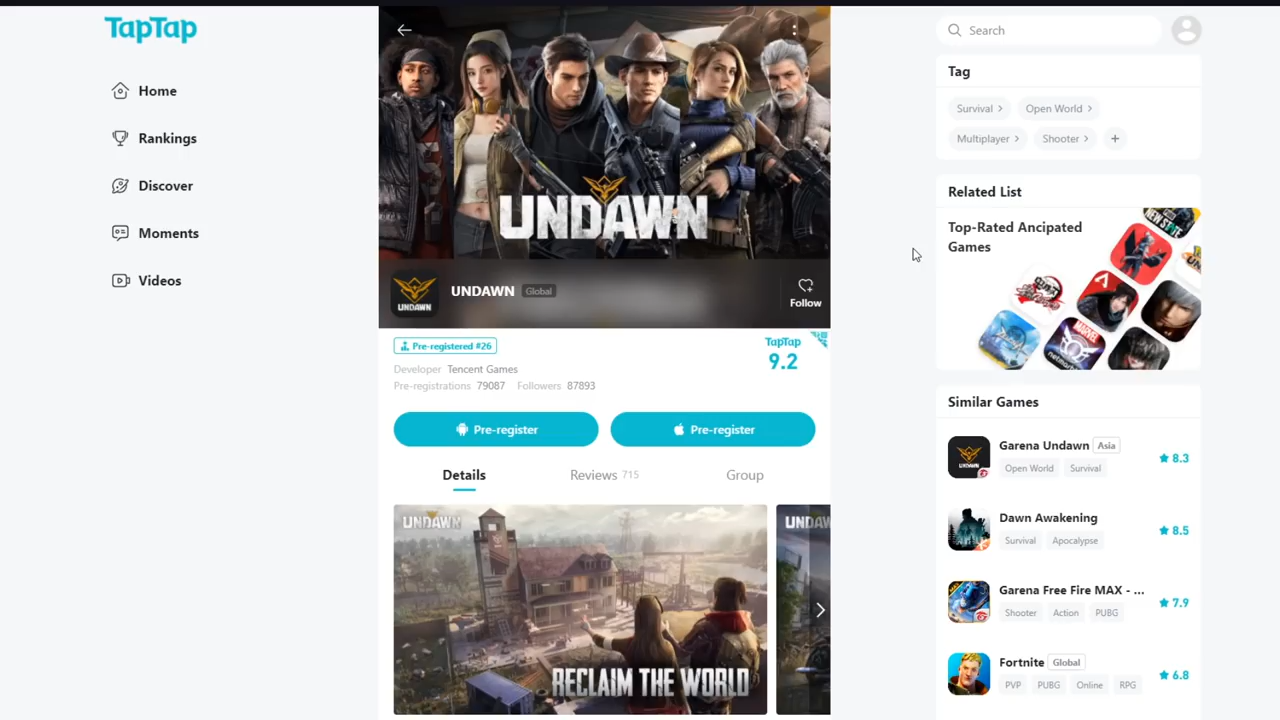 TapTap
Home
Rankings
Discover
Moments
Videos
UNDAWN
UNDAWN
UNDAWN Global
Follow
Pre-registered #26
TapTap
9.2
Developer Tencent Games
Pre-registrations 79087 Followers 87893
Pre-register
Pre-register
Details
Reviews 715
Group
UNDAWN
RECLAIM THE WORLD
UNDAW
Search
Tag
Survival >
Open World >
Multiplayer >
Shooter >
+
Related List
Top-Rated Ancipated
Games
NEW STATE
MARVEL
Similar Games
UNDAWN
Garena Undawn Asia
Open World Survival
8.3
Dawn Awakening
Survival Apocalypse
8.5
Garena Free Fire MAX - ...
Shooter Action PUBG
7.9
Fortnite Global
PVP PUBG Online RPG
6.8